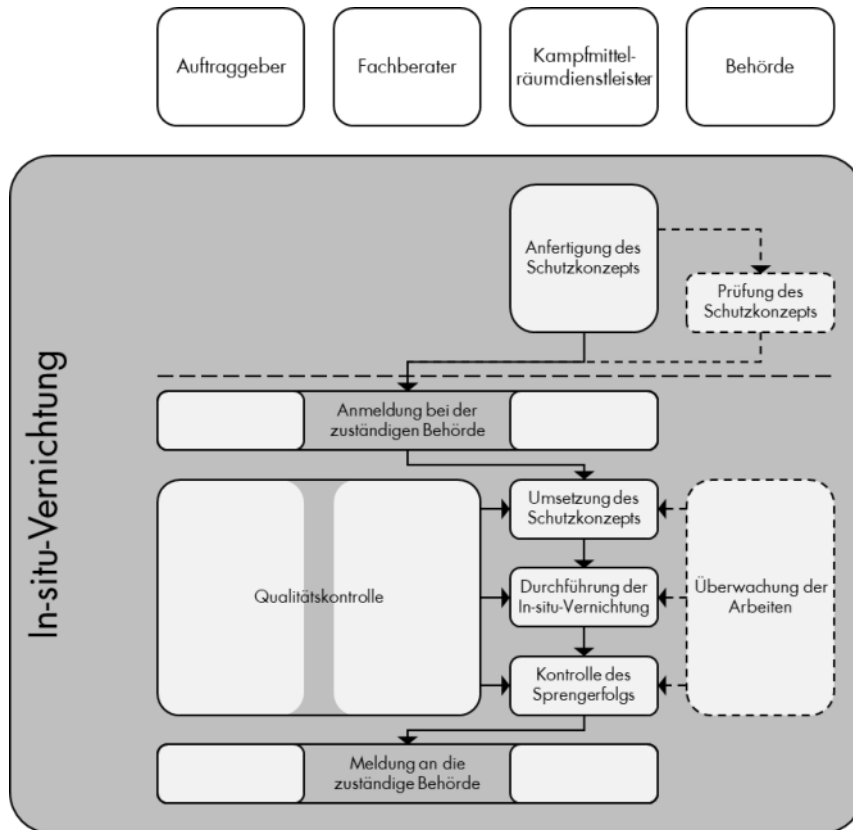 Auftraggeber
Fachberater
Kampfmittel-
räumdienstleister
Behörde
In-situ-Vernichtung
Anfertigung des
Schutzkonzepts
Prüfung des
Schutzkonzepts
Anmeldung bei der
zuständigen Behörde
Umsetzung des
Schutzkonzepts
Qualitätskontrolle
Durchführung der
In-situ-Vernichtung
Überwachung der
Arbeiten
Kontrolle des
Sprengerfolgs
Meldung an die
zuständige Behörde